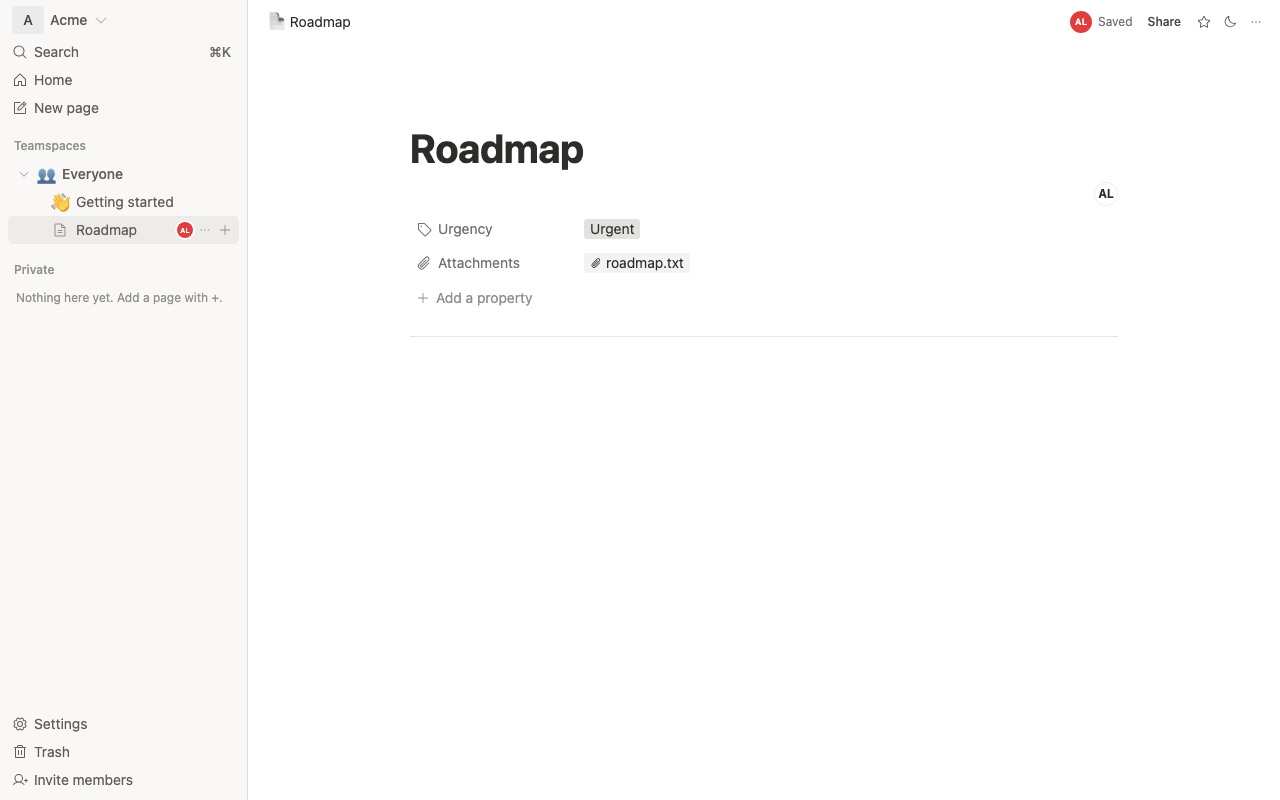 A Acme
Search ⌘K
Home
New page
Teamspaces
Everyone
Getting started
Roadmap AL
Private
Nothing here yet. Add a page with +.
Settings
Trash
Invite members
Roadmap
AL Saved Share
Roadmap
AL
Urgency Urgent
Attachments roadmap.txt
Add a property